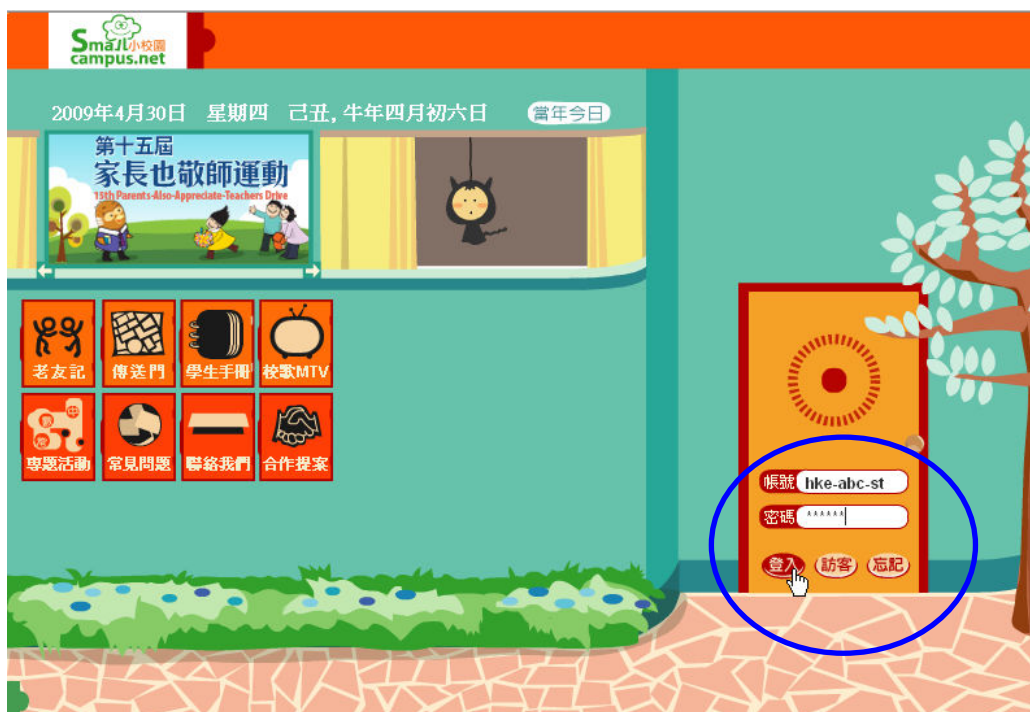 Small小校園
campus.net
2009年4月30日 星期四 己丑, 牛年四月初六日 當年今日
第十五屆
家長也敬師運動
15th Parents-Also-Appreciate-Teachers Drive
老友記 傳送門 學生手冊 校歌MTV
專題活動 常見問題 聯絡我們 合作提案
帳號 hke-abc-st
密碼 ******
登入 訪客 忘記